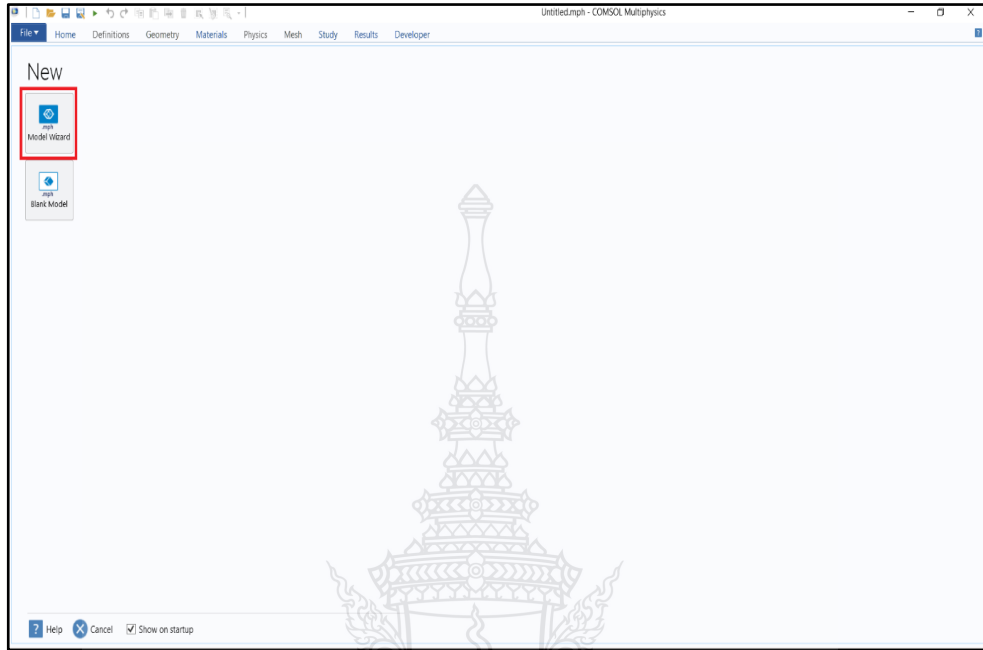 Untitled.mph - COMSOL Multiphysics
File Home Definitions Geometry Materials Physics Mesh Study Results Developer
New
.mph
Model Wizard
.mph
Blank Model
Help Cancel Show on startup